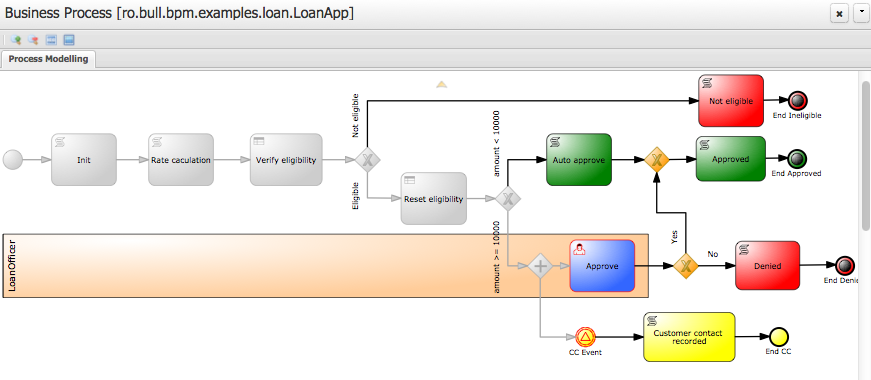 Business Process [ro.bull.bpm.examples.loan.LoanApp]
Process Modelling
Not eligible
End Ineligible
Not eligible
amount < 10000
Init
Rate caculation
Verify eligibility
Auto approve
Approved
End Approved
Eligible
Reset eligibility
amount >= 10000
Yes
LoanOfficer
Approve
No
Denied
End Denie
CC Event
Customer contact
recorded
End CC